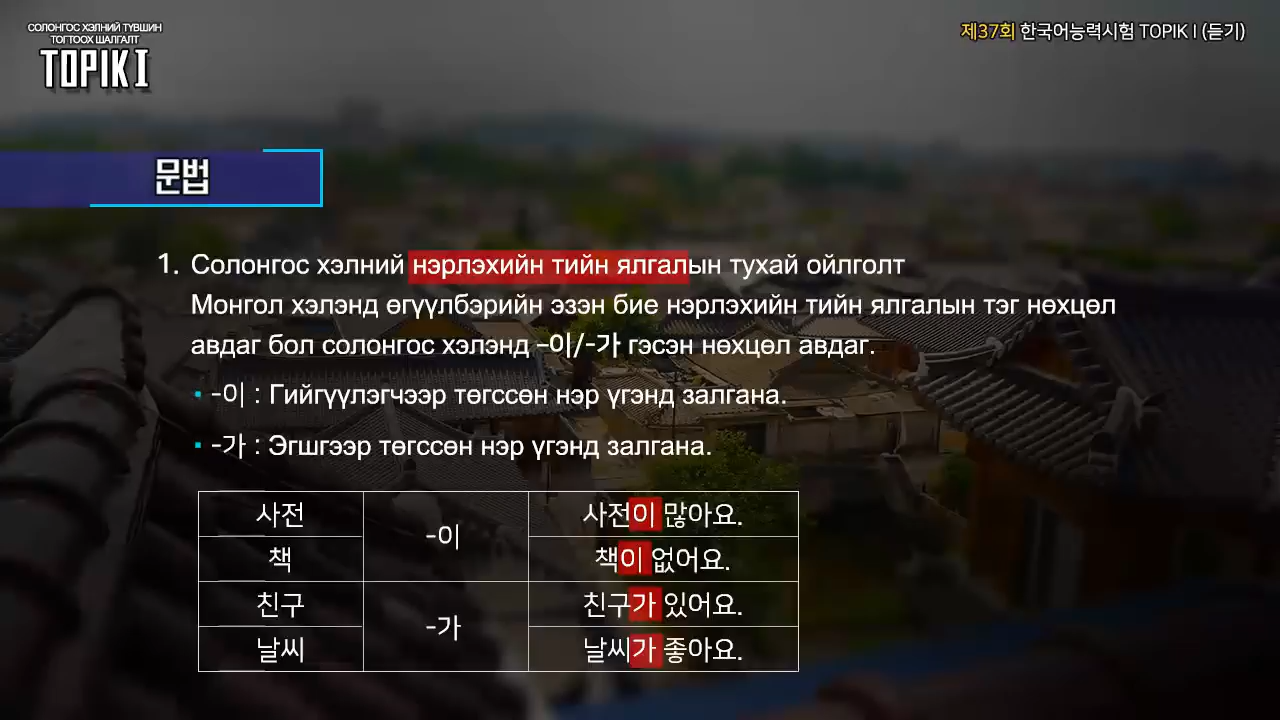 СОЛОНГОС ХЭЛНИЙ ТҮВШИН
ТОГТООХ ШАЛГАЛТ
TOPIK I
제37회 한국어능력시험 TOPIK I (듣기)
문법
1. Солонгос хэлний нэрлэхийн тийн ялгалын тухай ойлголт
Монгол хэлэнд өгүүлбэрийн эзэн бие нэрлэхийн тийн ялгалын тэг нөхцөл
авдаг бол солонгос хэлэнд –이/-가 гэсэн нөхцөл авдаг.
▪ -이 : Гийгүүлэгчээр төгссөн нэр үгэнд залгана.
▪ -가 : Эгшгээр төгссөн нэр үгэнд залгана.
사전 -이 사전이 많아요.
책 책이 없어요.
친구 -가 친구가 있어요.
날씨 날씨가 좋아요.